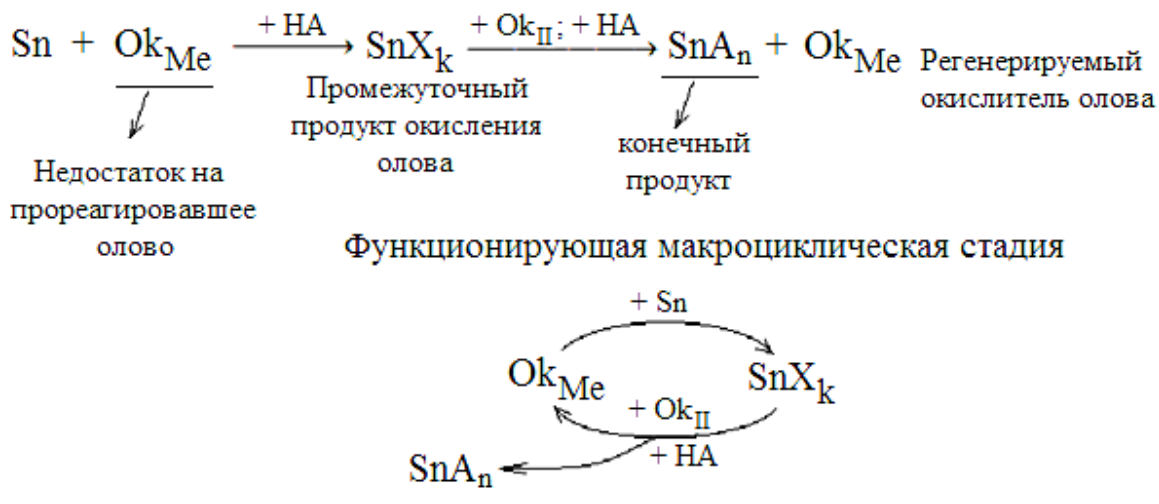 Sn + Ok_Me + HA SnX_k + Ok_II; + HA SnA_n + Ok_Me Регенерируемый
окислитель олова
Промежуточный
продукт окисления
олова
конечный
продукт
Недостаток на
прореагировавшее
олово
Функционирующая макроциклическая стадия
+ Sn
Ok_Me SnX_k
+ Ok_II
+ HA
SnA_n